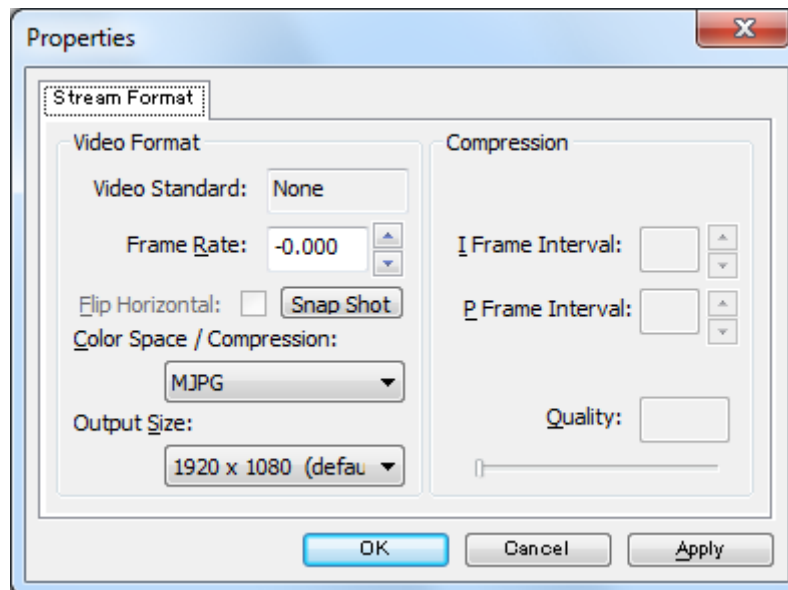 Properties
Stream Format
Video Format
Video Standard: None
Frame Rate: -0.000
Flip Horizontal: Snap Shot
Color Space / Compression:
MJPG
Output Size:
1920 x 1080 (defau
Compression
I Frame Interval:
P Frame Interval:
Quality:
OK Cancel Apply